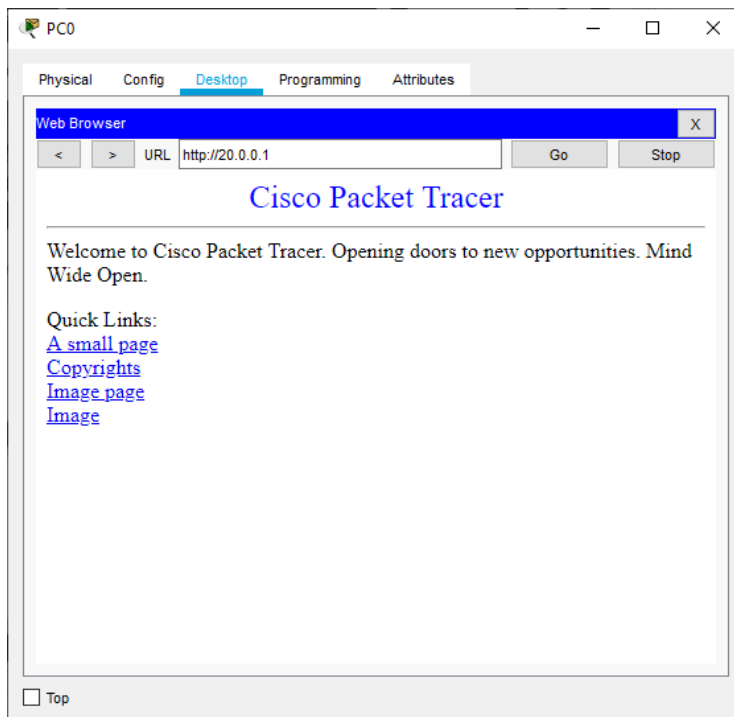 PC0
Physical Config Desktop Programming Attributes
Web Browser X
< > URL http://20.0.0.1 Go Stop
Cisco Packet Tracer
Welcome to Cisco Packet Tracer. Opening doors to new opportunities. Mind
Wide Open.
Quick Links:
A small page
Copyrights
Image page
Image
Top